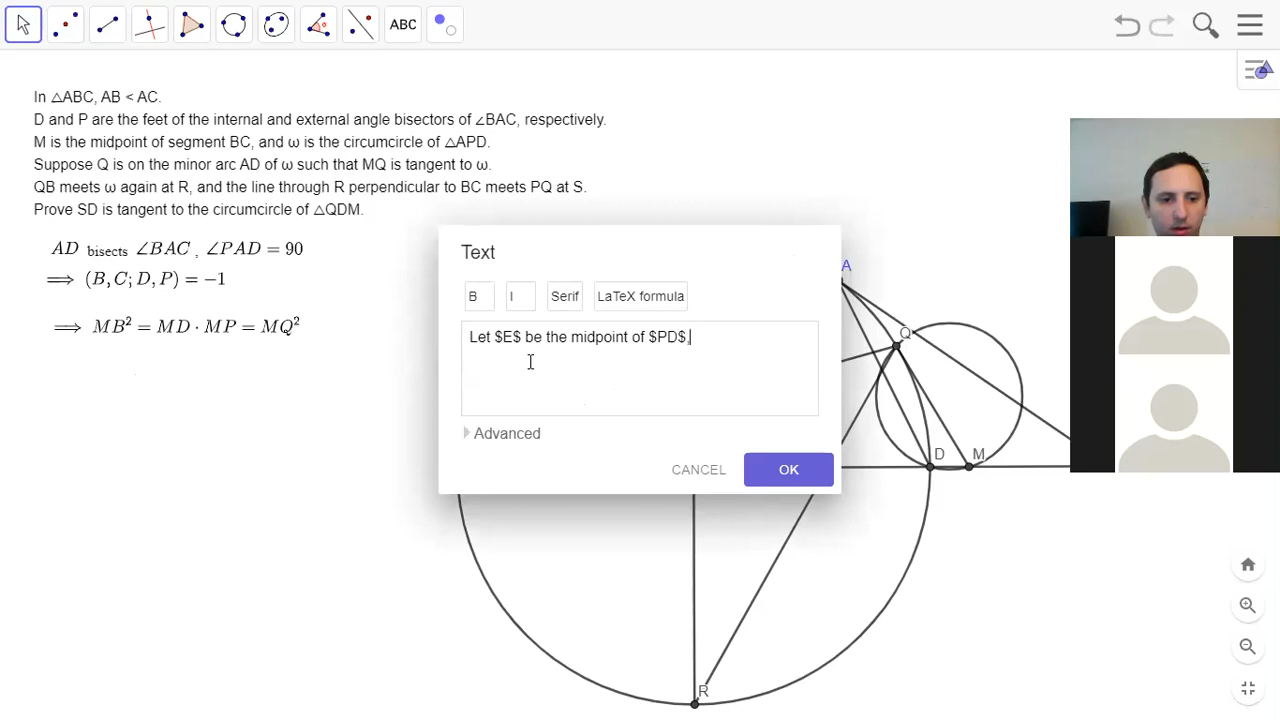 ABC
In △ABC, AB < AC.
D and P are the feet of the internal and external angle bisectors of ∠BAC, respectively.
M is the midpoint of segment BC, and ω is the circumcircle of △APD.
Suppose Q is on the minor arc AD of ω such that MQ is tangent to ω.
QB meets ω again at R, and the line through R perpendicular to BC meets PQ at S.
Prove SD is tangent to the circumcircle of △QDM.
AD bisects ∠BAC , ∠PAD = 90
⟹ (B, C; D, P) = −1
⟹ MB² = MD · MP = MQ²
Text
B I Serif LaTeX formula
Let $E$ be the midpoint of $PD$,
Advanced
CANCEL OK
A
Q
D M
R